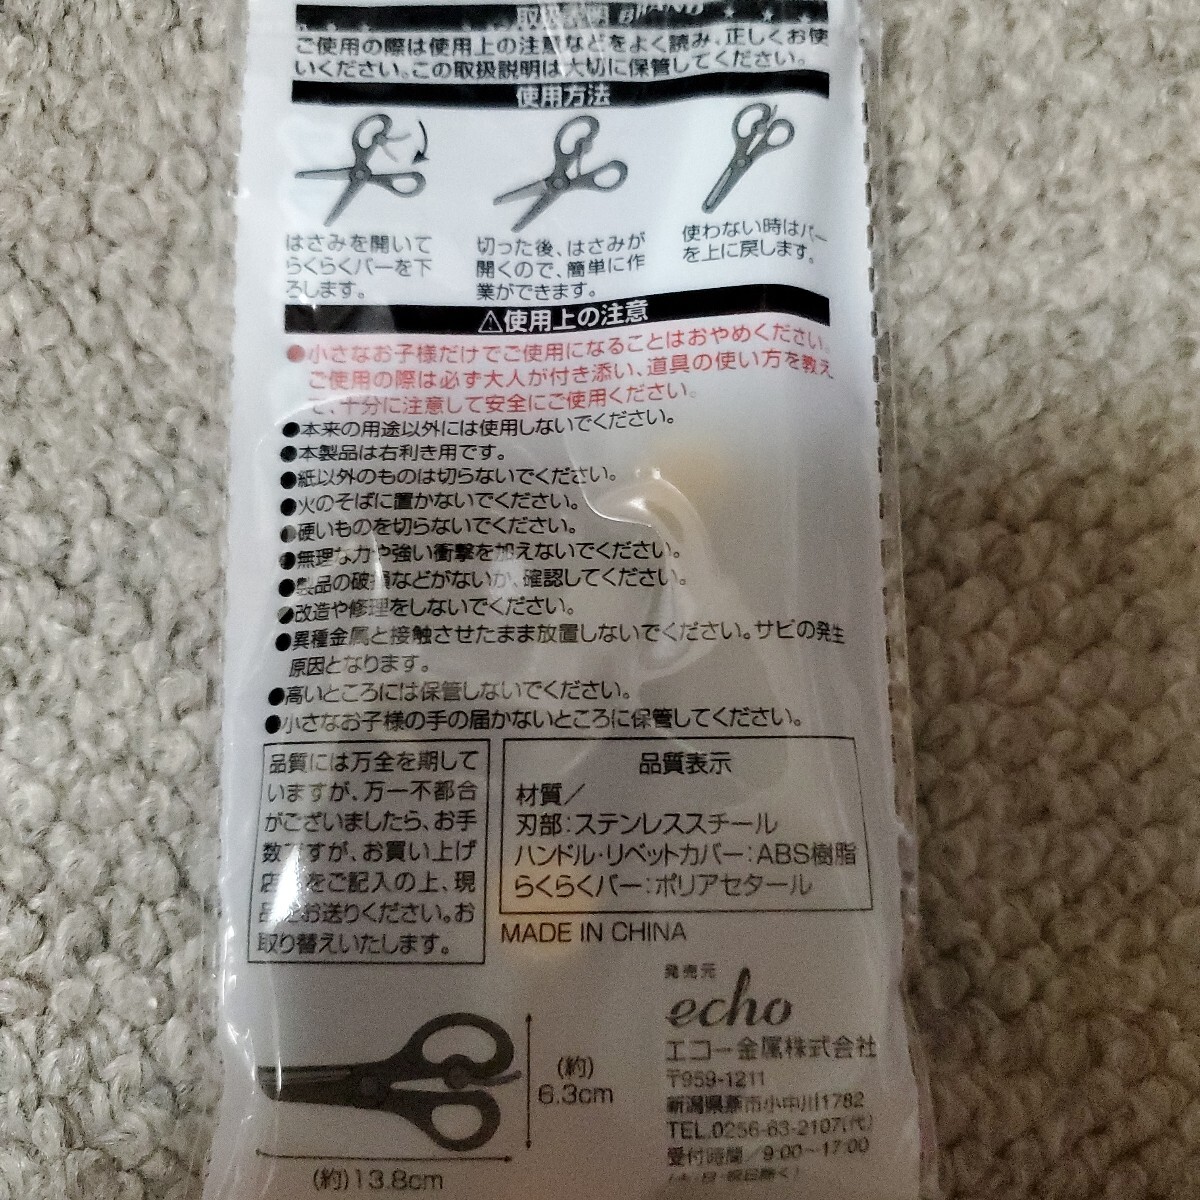 取扱説明
ご使用の際は使用上の注意などをよく読み、正しくお使
いください。この取扱説明は大切に保管してください。
使用方法
はさみを開いて
らくらくバーを下
ろします。
切った後、はさみが
開くので、簡単に作
業ができます。
使わない時はバー
を上に戻します。
⚠使用上の注意
●小さなお子様だけでご使用になることはおやめください。
ご使用の際は必ず大人が付き添い、道具の使い方を教え
て、十分に注意して安全にご使用ください。
●本来の用途以外には使用しないでください。
●本製品は右利き用です。
●紙以外のものは切らないでください。
●火のそばに置かないでください。
●硬いものを切らないでください。
●無理な力や強い衝撃を加えないでください。
●製品の破損などがないか、確認してください。
●改造や修理をしないでください。
●異種金属と接触させたまま放置しないでください。サビの発生
原因となります。
●高いところには保管しないでください。
●小さなお子様の手の届かないところに保管してください。
品質には万全を期して
いますが、万一不都合
がございましたら、お手
数ですが、お買い上げ
店をご記入の上、現
品をお送りください。お
取り替えいたします。
品質表示
材質/
刃部:ステンレススチール
ハンドル・リベットカバー:ABS樹脂
らくらくバー:ポリアセタール
MADE IN CHINA
発売元
echo
エコー金属株式会社
〒959-1211
新潟県燕市小中川1782
TEL.0256-63-2107(代)
受付時間/9:00〜17:00
(土・日・祝日除く)
(約)
6.3cm
(約)13.8cm